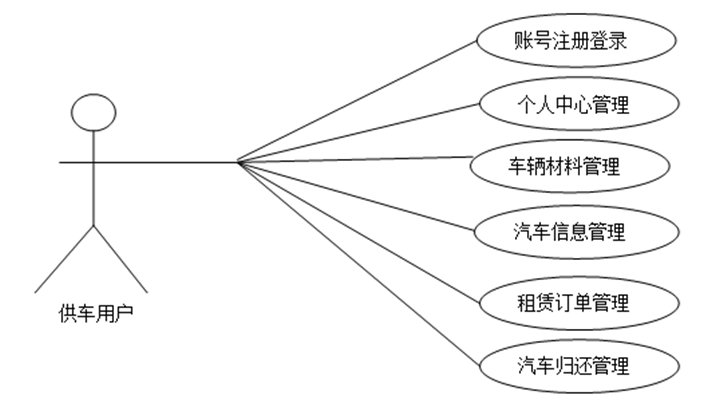 账号注册登录
个人中心管理
车辆材料管理
汽车信息管理
租赁订单管理
汽车归还管理
供车用户